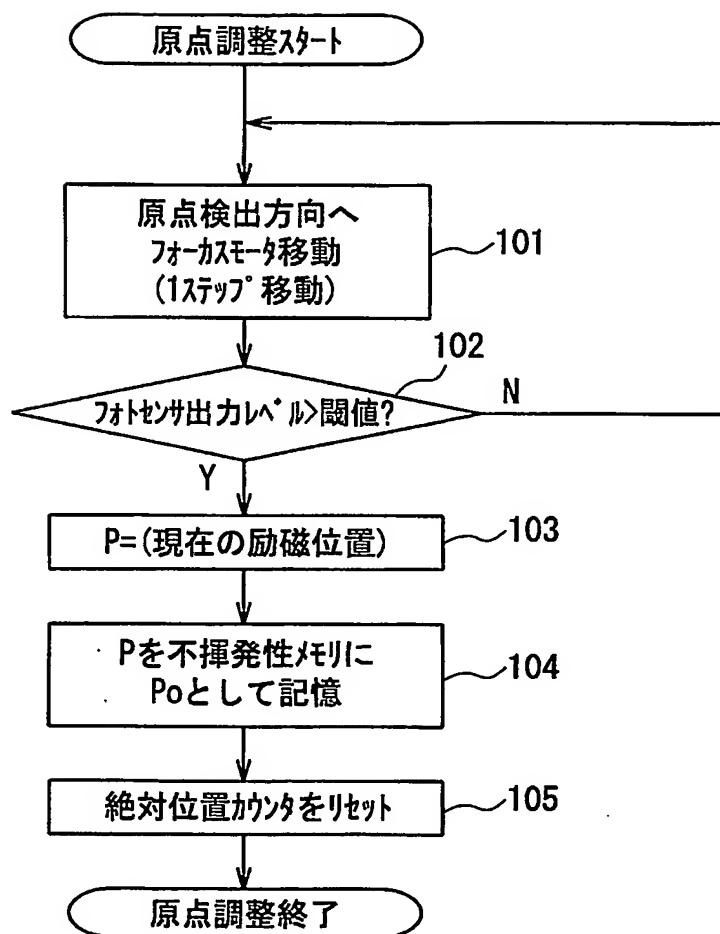 原点調整ｽﾀｰﾄ
原点検出方向へ
ﾌｫｰｶｽﾓｰﾀ移動
(1ｽﾃｯﾌﾟ移動)
101
102
ﾌｫﾄｾﾝｻ出力ﾚﾍﾞﾙ>閾値?
N
Y
P=(現在の励磁位置)
103
Pを不揮発性ﾒﾓﾘに
Poとして記憶
104
絶対位置ｶｳﾝﾀをﾘｾｯﾄ
105
原点調整終了